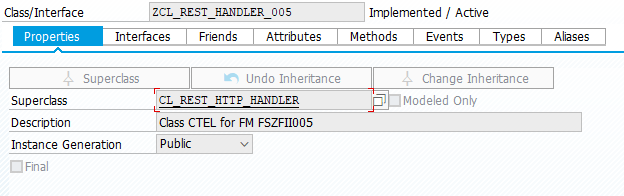 Class/Interface ZCL_REST_HANDLER_005 Implemented / Active
Properties Interfaces Friends Attributes Methods Events Types Aliases
Superclass Undo Inheritance Change Inheritance
Superclass CL_REST_HTTP_HANDLER Modeled Only
Description Class CTEL for FM FSZFII005
Instance Generation Public
Final